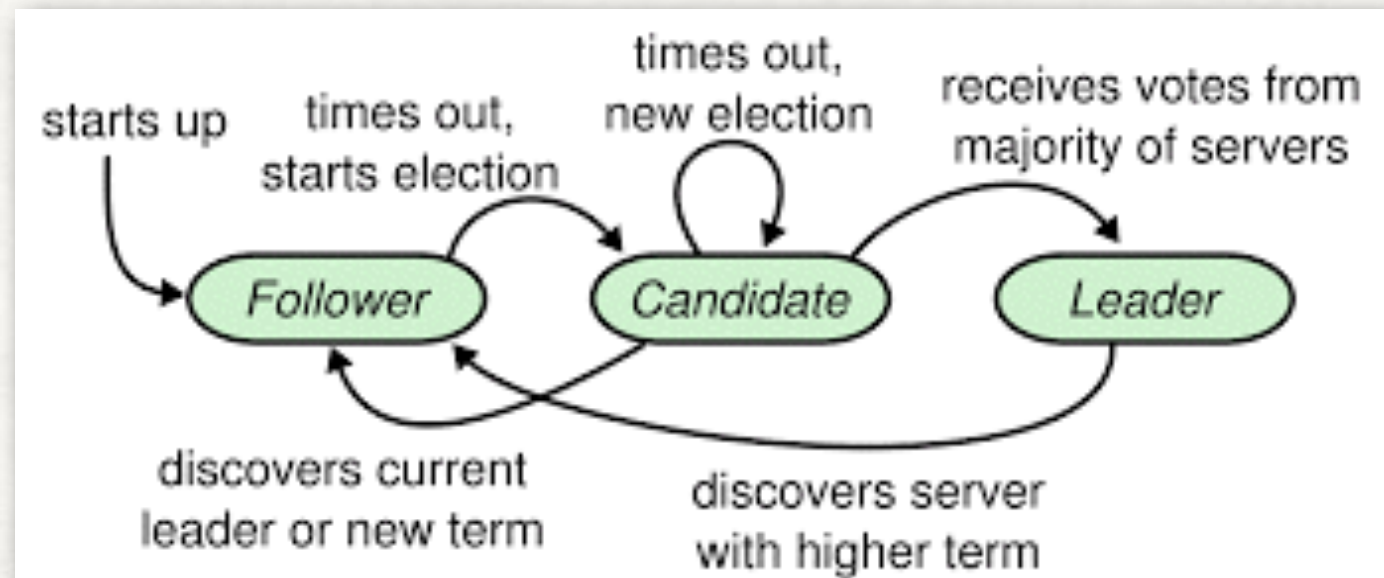 starts up
times out,
starts election
times out,
new election
receives votes from
majority of servers
Follower
Candidate
Leader
discovers current
leader or new term
discovers server
with higher term